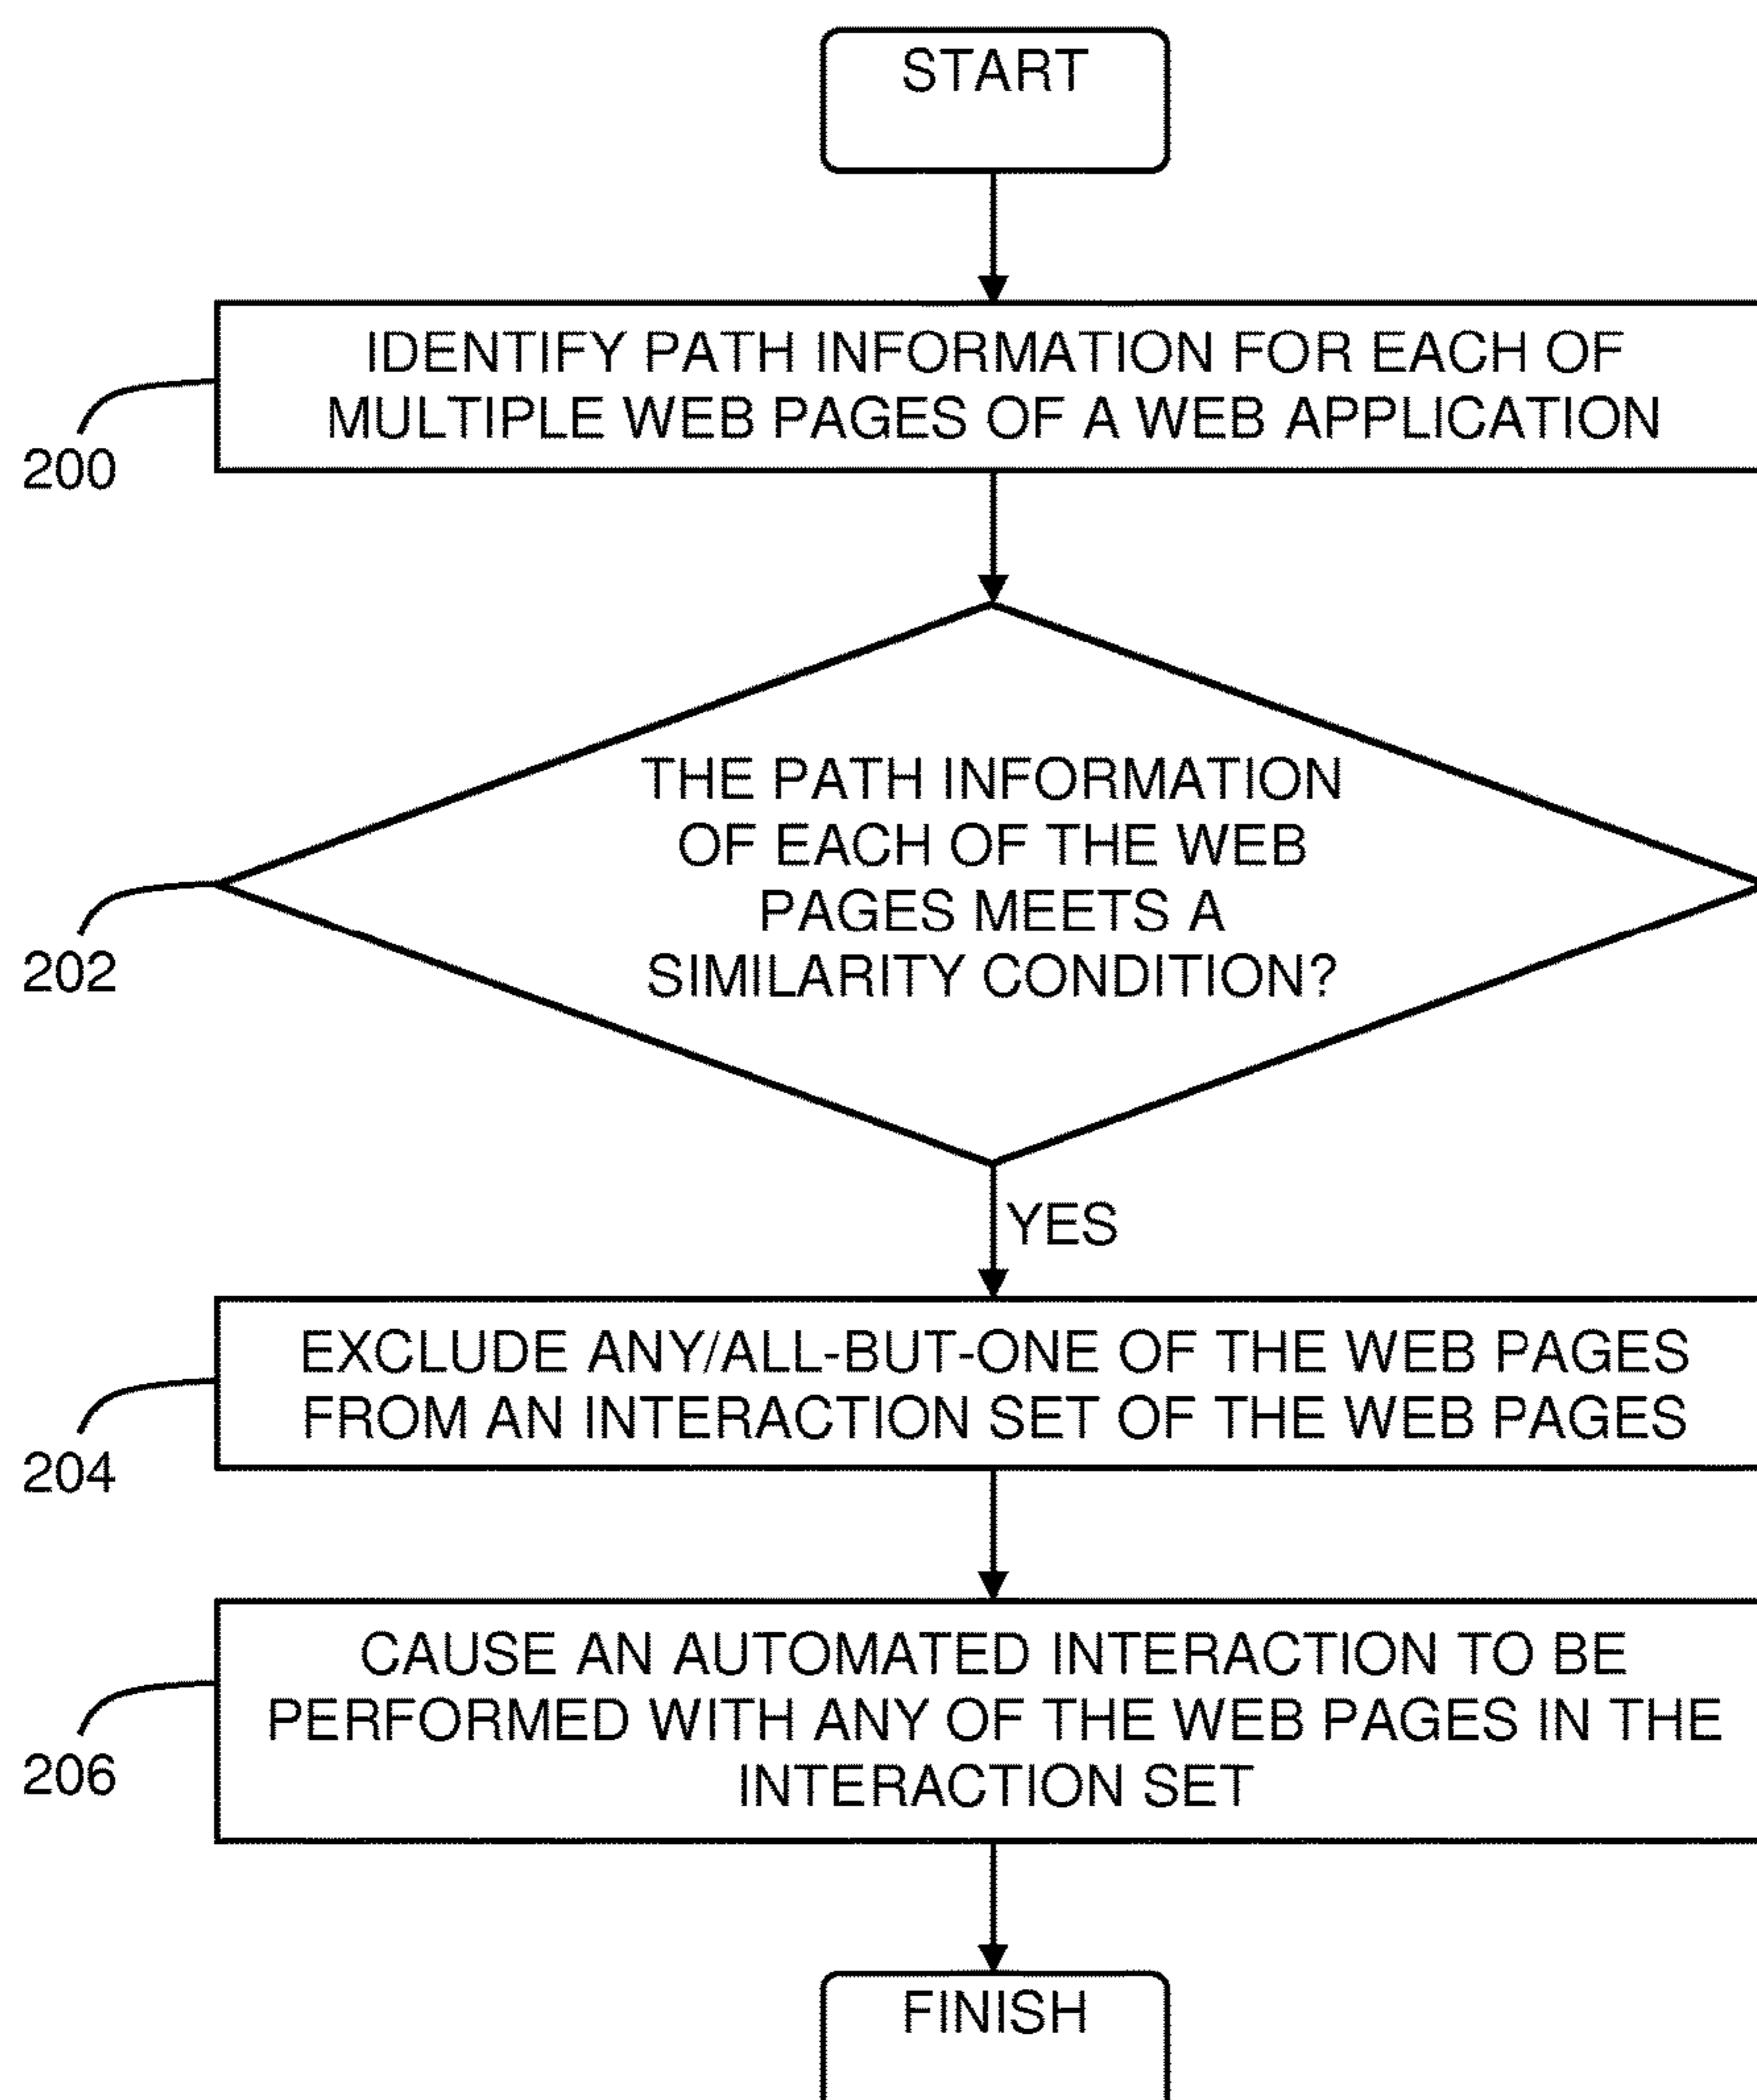 START
IDENTIFY PATH INFORMATION FOR EACH OF
MULTIPLE WEB PAGES OF A WEB APPLICATION
200
THE PATH INFORMATION
OF EACH OF THE WEB
PAGES MEETS A
SIMILARITY CONDITION?
202
YES
EXCLUDE ANY/ALL-BUT-ONE OF THE WEB PAGES
FROM AN INTERACTION SET OF THE WEB PAGES
204
CAUSE AN AUTOMATED INTERACTION TO BE
PERFORMED WITH ANY OF THE WEB PAGES IN THE
INTERACTION SET
206
FINISH